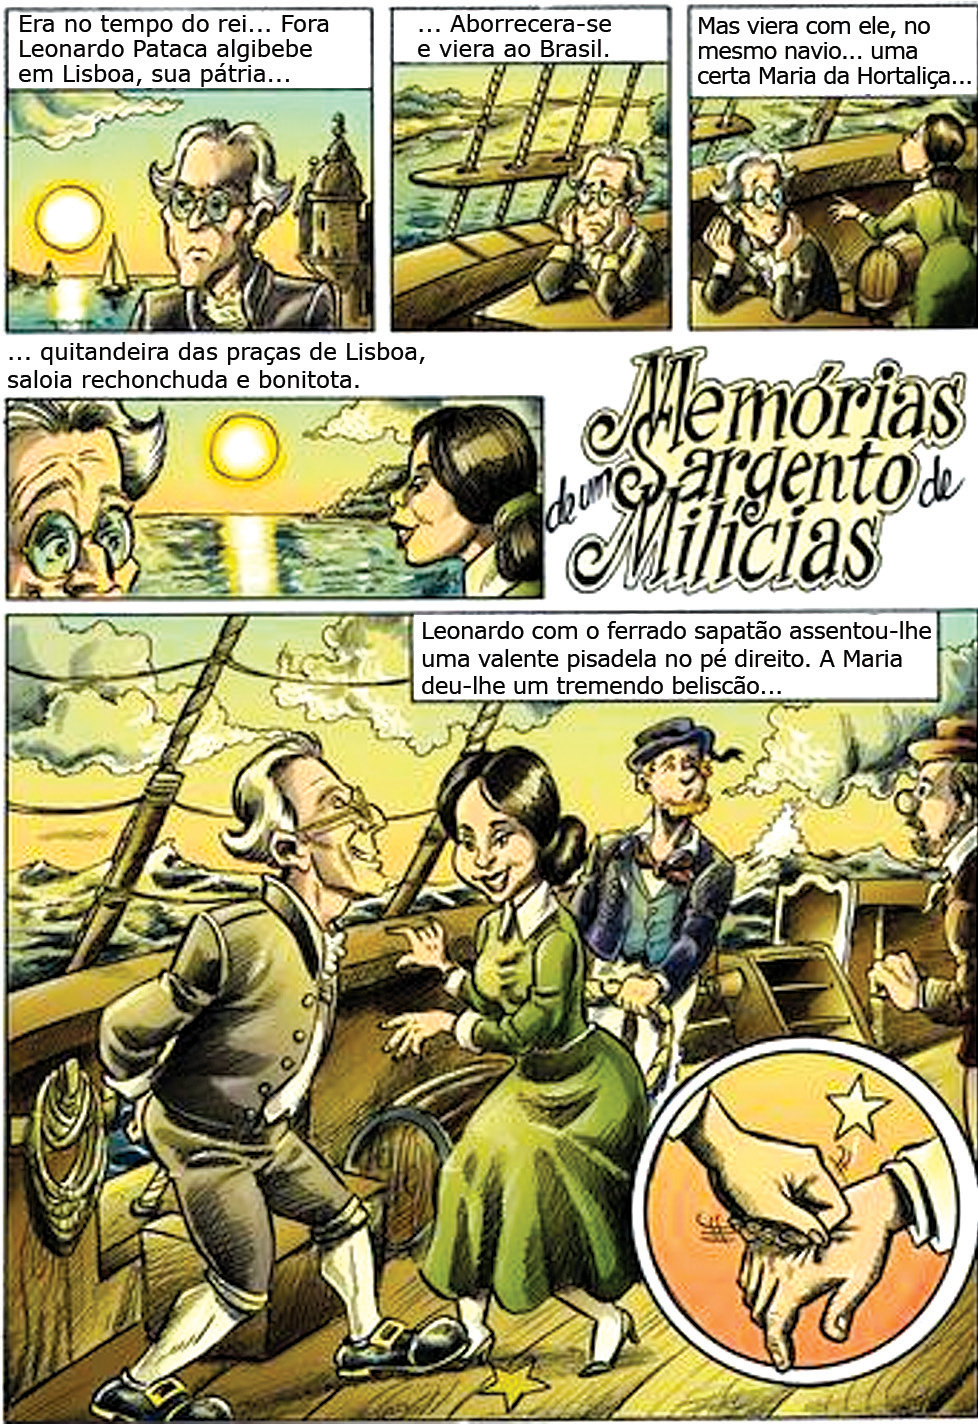 Era no tempo do rei... Fora
Leonardo Pataca algibebe
em Lisboa, sua pátria...
... Aborrecera-se
e viera ao Brasil.
Mas viera com ele, no
mesmo navio... uma
certa Maria da Hortaliça...
... quitandeira das praças de Lisboa,
saloia rechonchuda e bonitota.
Memórias
de um Sargento de
Milícias
Leonardo com o ferrado sapatão assentou-lhe
uma valente pisadela no pé direito. A Maria
deu-lhe um tremendo beliscão...